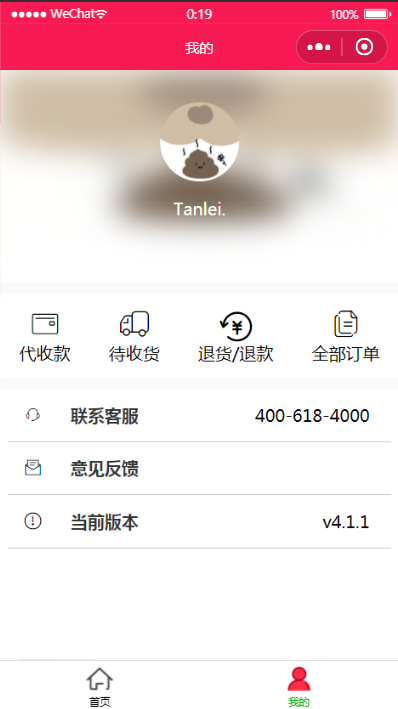 WeChat 0:19 100%
我的
Tanlei.
代收款 待收货 退货/退款 全部订单
联系客服 400-618-4000
意见反馈
当前版本 v4.1.1
首页 我的